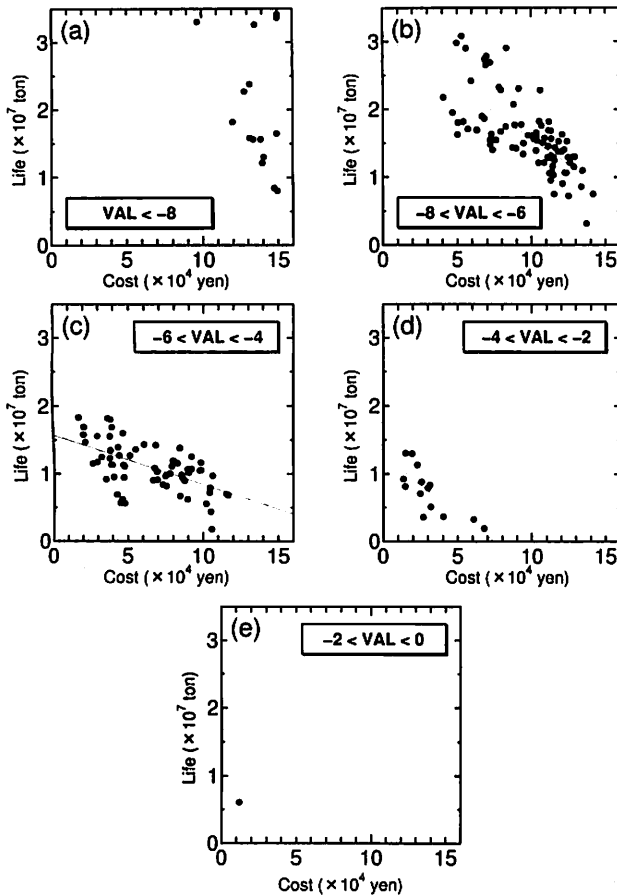 (a)
3
2
1
0
Life (×10⁷ ton)
VAL < −8
0 5 10 15
Cost (×10⁴ yen)
(b)
3
2
1
0
Life (×10⁷ ton)
−8 < VAL < −6
0 5 10 15
Cost (×10⁴ yen)
(c)
−6 < VAL < −4
3
2
1
0
Life (×10⁷ ton)
0 5 10 15
Cost (×10⁴ yen)
(d)
−4 < VAL < −2
3
2
1
0
Life (×10⁷ ton)
0 5 10 15
Cost (×10⁴ yen)
(e)
−2 < VAL < 0
3
2
1
0
Life (×10⁷ ton)
0 5 10 15
Cost (×10⁴ yen)